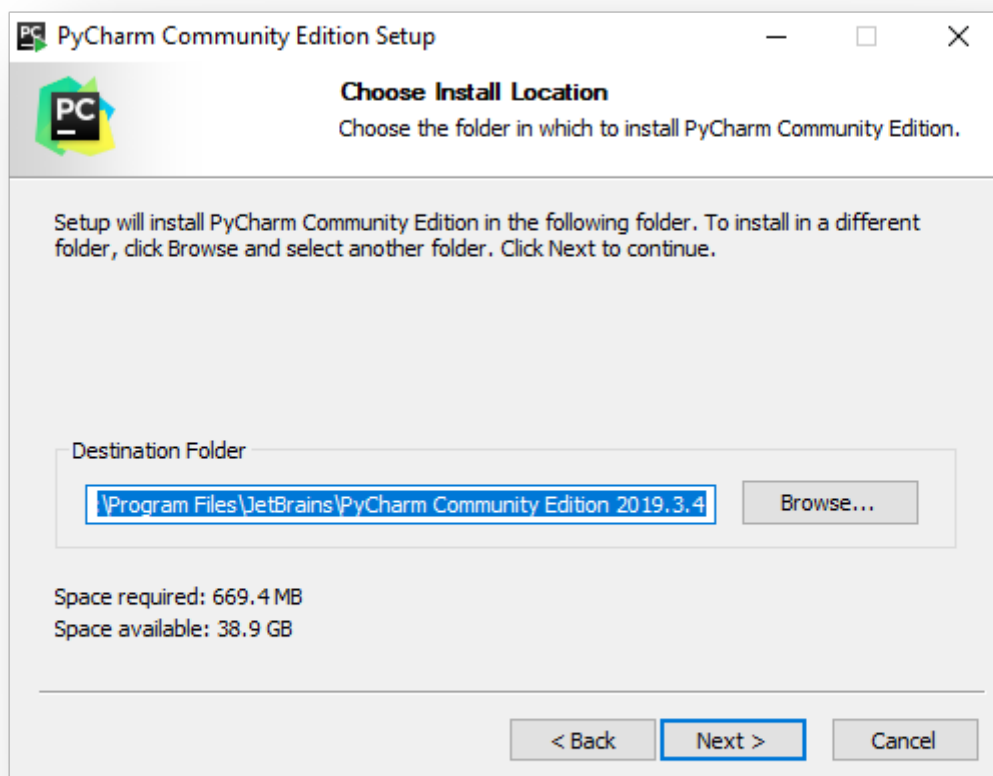 PC PyCharm Community Edition Setup
PC
Choose Install Location
Choose the folder in which to install PyCharm Community Edition.
Setup will install PyCharm Community Edition in the following folder. To install in a different
folder, click Browse and select another folder. Click Next to continue.
Destination Folder
:\Program Files\JetBrains\PyCharm Community Edition 2019.3.4
Browse...
Space required: 669.4 MB
Space available: 38.9 GB
< Back
Next >
Cancel